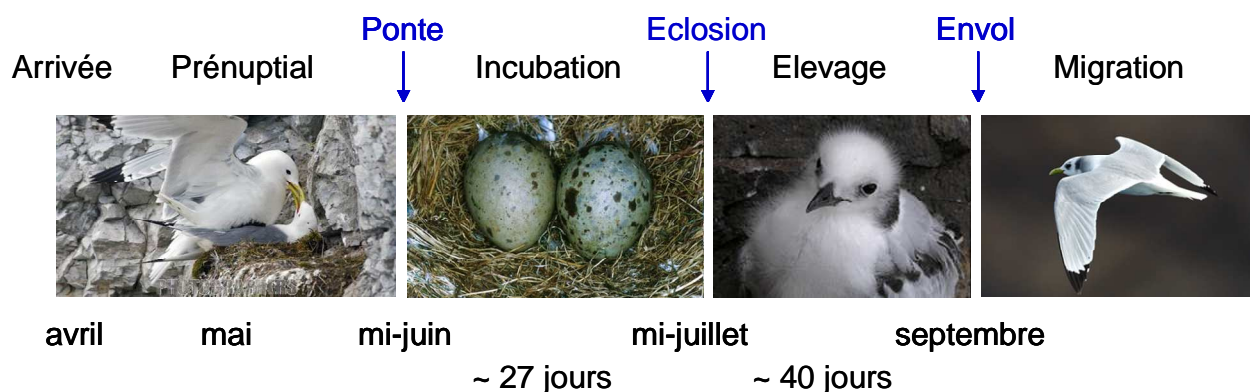 Ponte Eclosion Envol
Arrivée Prénuptial Incubation Elevage Migration
avril mai mi-juin mi-juillet septembre
~ 27 jours ~ 40 jours